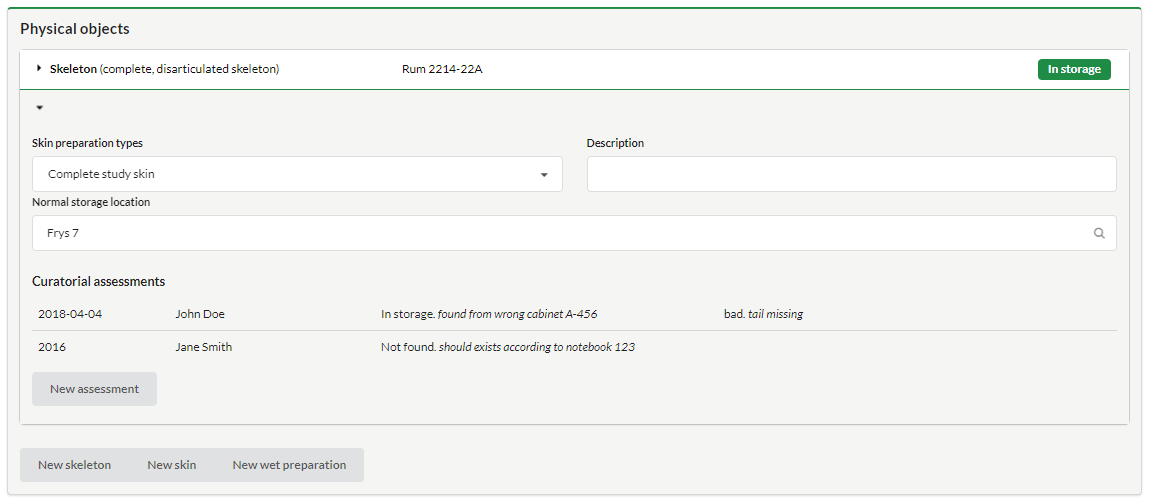 Physical objects
Skeleton (complete, disarticulated skeleton) Rum 2214-22A In storage
Skin preparation types Description
Complete study skin
Normal storage location
Frys 7
Curatorial assessments
2018-04-04 John Doe In storage. found from wrong cabinet A-456 bad. tail missing
2016 Jane Smith Not found. should exists according to notebook 123
New assessment
New skeleton New skin New wet preparation